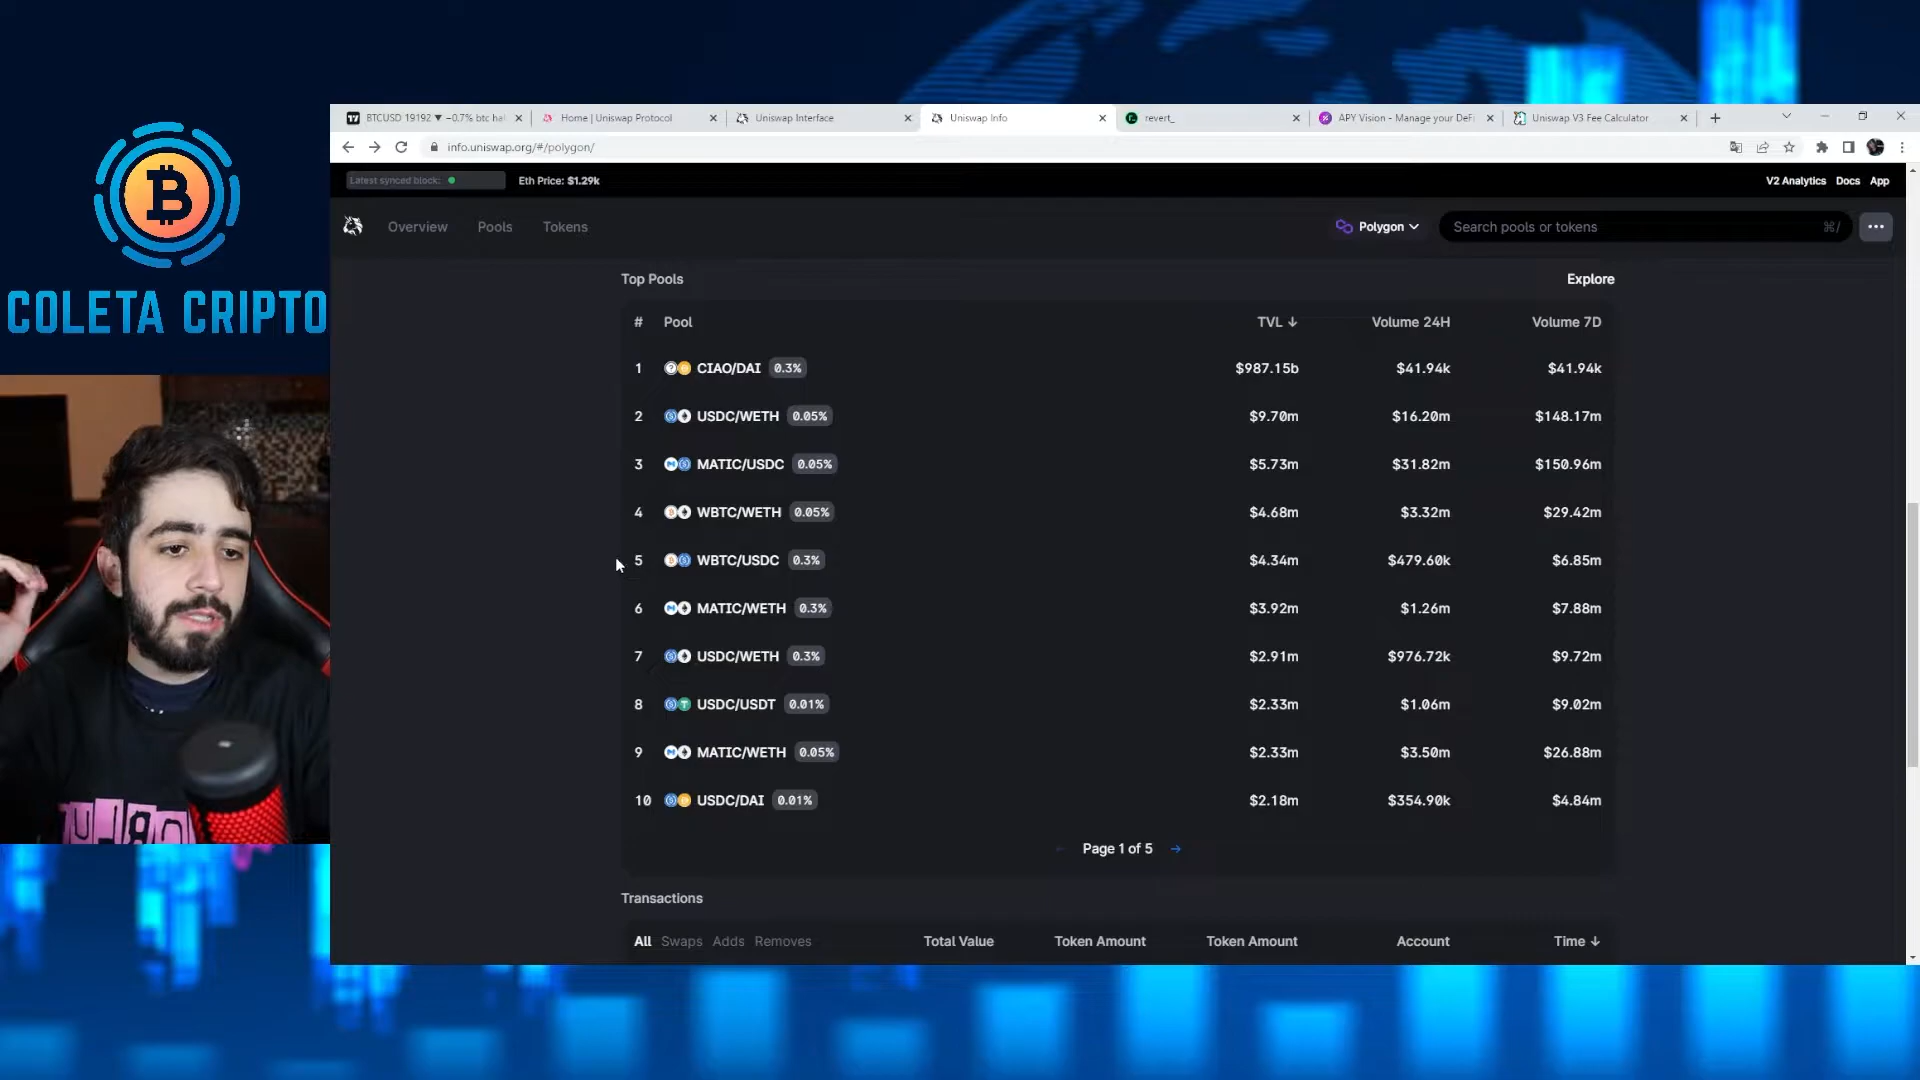 BTCUSD 19192 ▼ −0.7% btc hal
Home | Uniswap Protocol
Uniswap Interface
Uniswap Info
revert_
APY Vision - Manage your DeFi
Uniswap V3 Fee Calculator
info.uniswap.org/#/polygon/
Latest synced block:
Eth Price: $1.29k
V2 Analytics Docs App
Overview Pools Tokens
Polygon
Search pools or tokens
⌘/
COLETA CRIPTO
Top Pools
Explore
# Pool TVL ↓ Volume 24H Volume 7D
1 CIAO/DAI 0.3% $987.15b $41.94k $41.94k
2 USDC/WETH 0.05% $9.70m $16.20m $148.17m
3 MATIC/USDC 0.05% $5.73m $31.82m $150.96m
4 WBTC/WETH 0.05% $4.68m $3.32m $29.42m
5 WBTC/USDC 0.3% $4.34m $479.60k $6.85m
6 MATIC/WETH 0.3% $3.92m $1.26m $7.88m
7 USDC/WETH 0.3% $2.91m $976.72k $9.72m
8 USDC/USDT 0.01% $2.33m $1.06m $9.02m
9 MATIC/WETH 0.05% $2.33m $3.50m $26.88m
10 USDC/DAI 0.01% $2.18m $354.90k $4.84m
Page 1 of 5 →
Transactions
All Swaps Adds Removes Total Value Token Amount Token Amount Account Time ↓